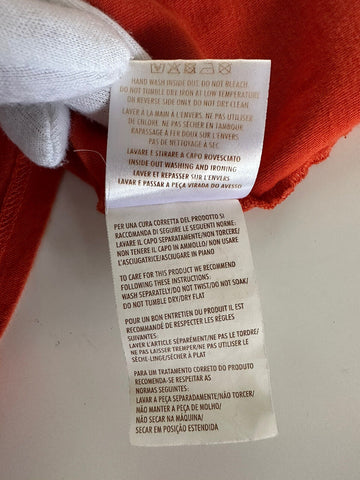 HAND WASH INSIDE OUT. DO NOT BLEACH.
DO NOT TUMBLE DRY. IRON AT LOW TEMPERATURE
ON REVERSE SIDE ONLY. DO NOT DRY CLEAN
LAVER A LA MAIN A L'ENVERS. NE PAS UTILISER
DE CHLORE. NE PAS SÉCHER EN TAMBOUR
RAPASSAGE A FER DOUX SUR L'ENVERS
PAS DE NETTOYAGE A SEC.
LAVARE E STIRARE A CAPO ROVESCIATO
INSIDE OUT WASHING AND IRONING
LAVER ET REPASSER SUR L'ENVERS
LAVAR E PASSAR A PEÇA VIRADA DO AVESSO
PER UNA CURA CORRETTA DEL PRODOTTO SI
RACCOMANDA DI SEGUIRE LE SEGUENTI NORME:
LAVARE IL CAPO SEPARATAMENTE/NON TORCERE/
NON TENERE IL CAPO IN AMMOLLO/NON USARE
L'ASCIUGATRICE/ASCIUGARE IN PIANO
TO CARE FOR THIS PRODUCT WE RECOMMEND
FOLLOWING THESE INSTRUCTIONS:
WASH SEPARATELY/DO NOT TWIST/DO NOT SOAK/
DO NOT TUMBLE DRY/DRY FLAT
POUR UN BON ENTRETIEN DU PRODUIT IL EST
RECOMMANDÉ DE RESPECTER LES RÈGLES
SUIVANTES:
LAVER L'ARTICLE SÉPARÉMENT/NE PAS LE TORDRE/
NE PAS LAISSER TREMPER/NE PAS UTILISER LE
SÈCHE-LINGE/SÉCHER À PLAT
PARA UM TRATAMENTO CORRETO DO PRODUTO
RECOMENDA-SE RESPEITAR AS
NORMAS SEGUINTES:
LAVAR A PEÇA SEPARADAMENTE/NÃO TORCER/
NÃO MANTER A PEÇA DE MOLHO/
NÃO SECAR NA MÁQUINA/
SECAR EM POSIÇÃO ESTENDIDA